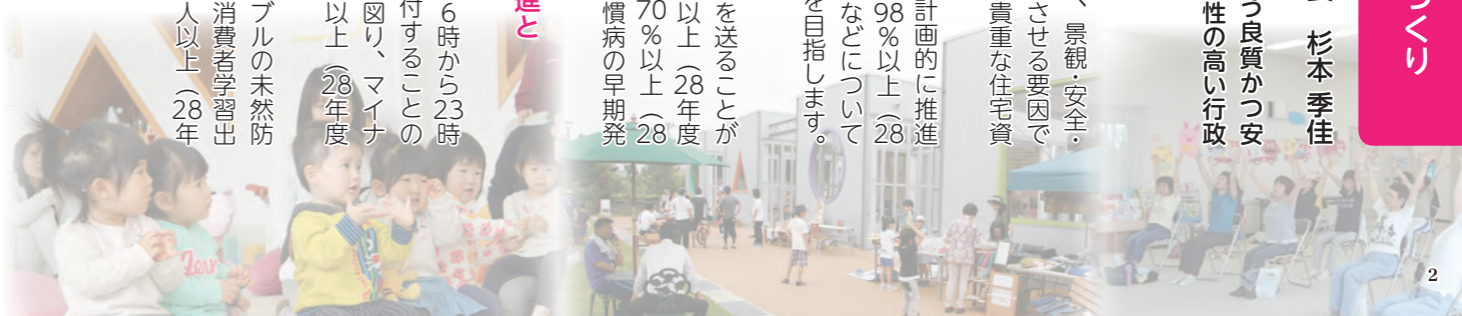 づくり
杉本 季佳
う良質かつ安
性の高い行政
、景観・安全・
させる要因で
貴重な住宅資
計画的に推進
98％以上（28
などについて
を目指します。
を送ることが
以上（28年度
70％以上（28
慣病の早期発
進と
6時から23時
付することの
図り、マイナ
以上（28年度
ブルの未然防
消費者学習出
人以上（28年
2